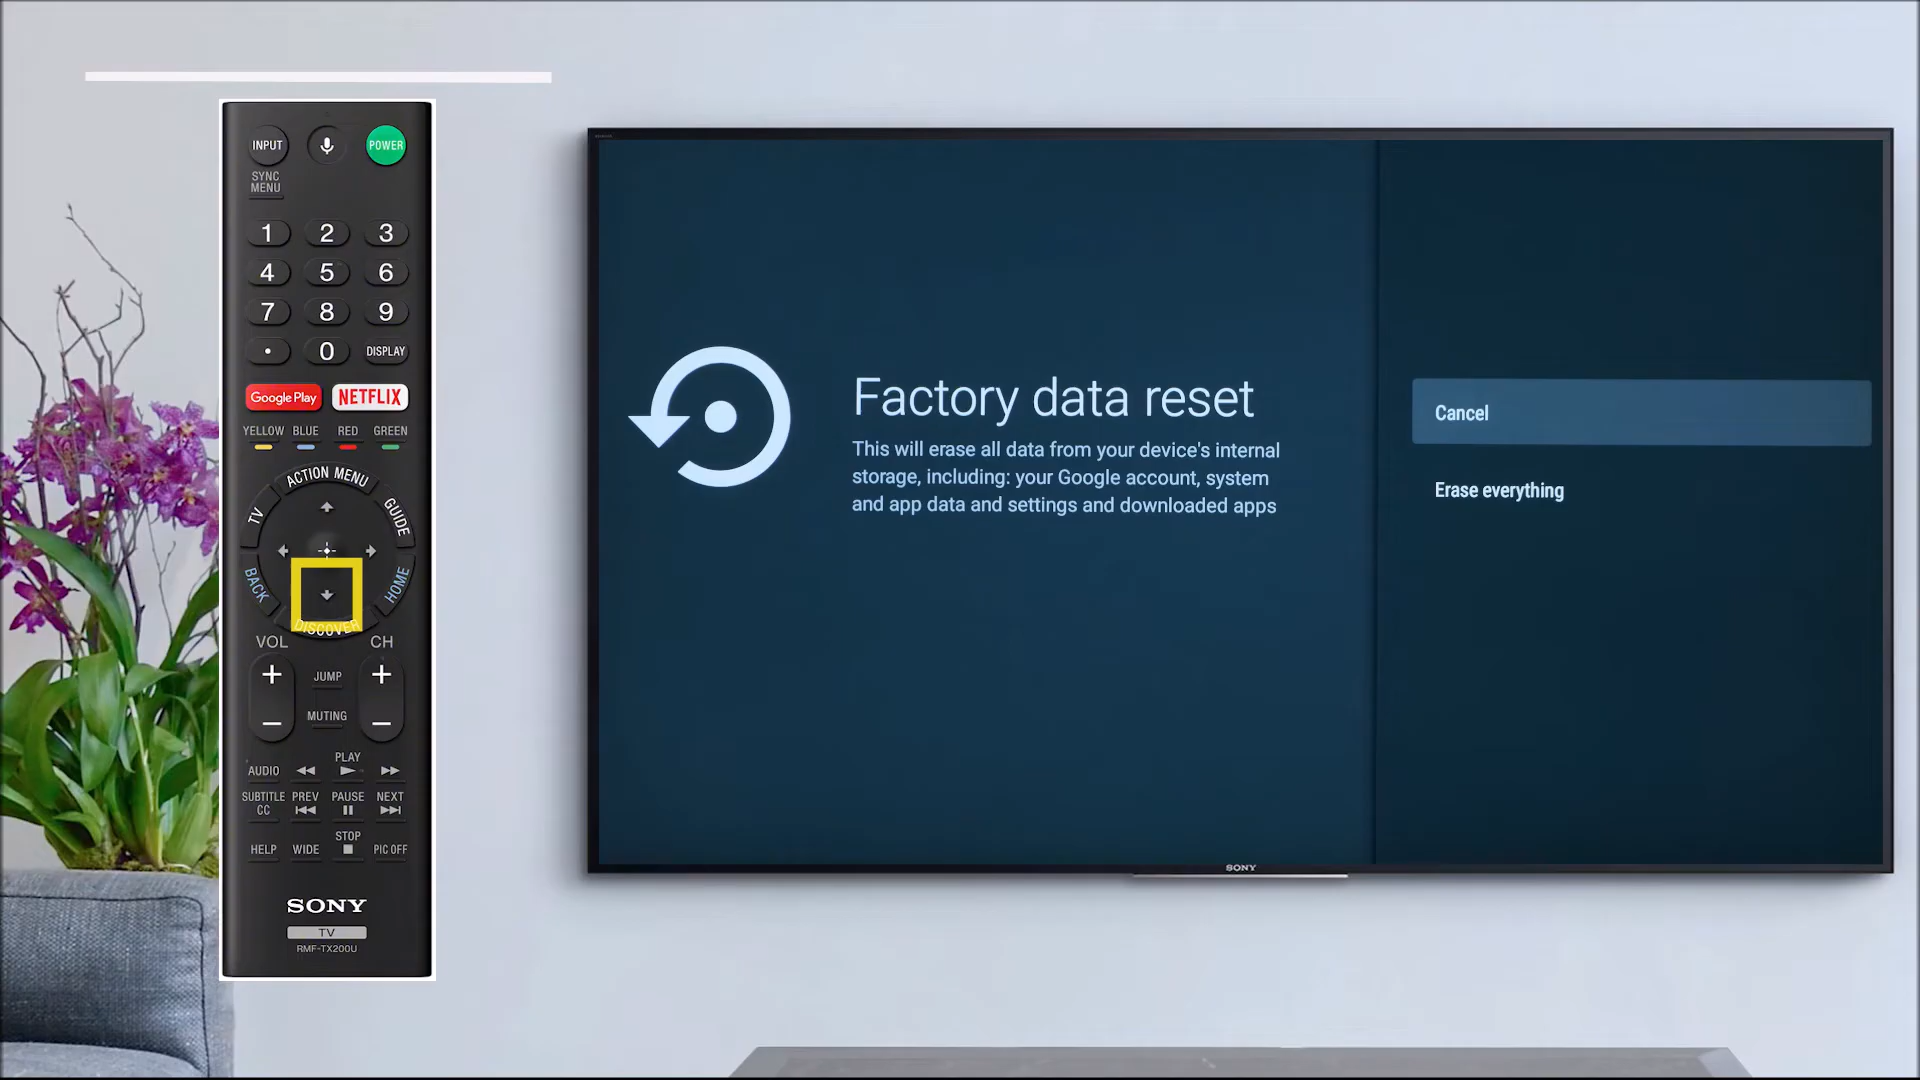 INPUT
POWER
SYNC
MENU
1 2 3
4 5 6
7 8 9
. 0 DISPLAY
Google Play NETFLIX
YELLOW BLUE RED GREEN
ACTION MENU
TV
GUIDE
BACK
HOME
DISCOVER
VOL CH
+ +
JUMP
MUTING
− −
PLAY
AUDIO
SUBTITLE PREV PAUSE NEXT
CC
STOP
HELP WIDE PIC OFF
SONY
TV
RMF-TX200U
Factory data reset
This will erase all data from your device's internal
storage, including: your Google account, system
and app data and settings and downloaded apps
Cancel
Erase everything
SONY